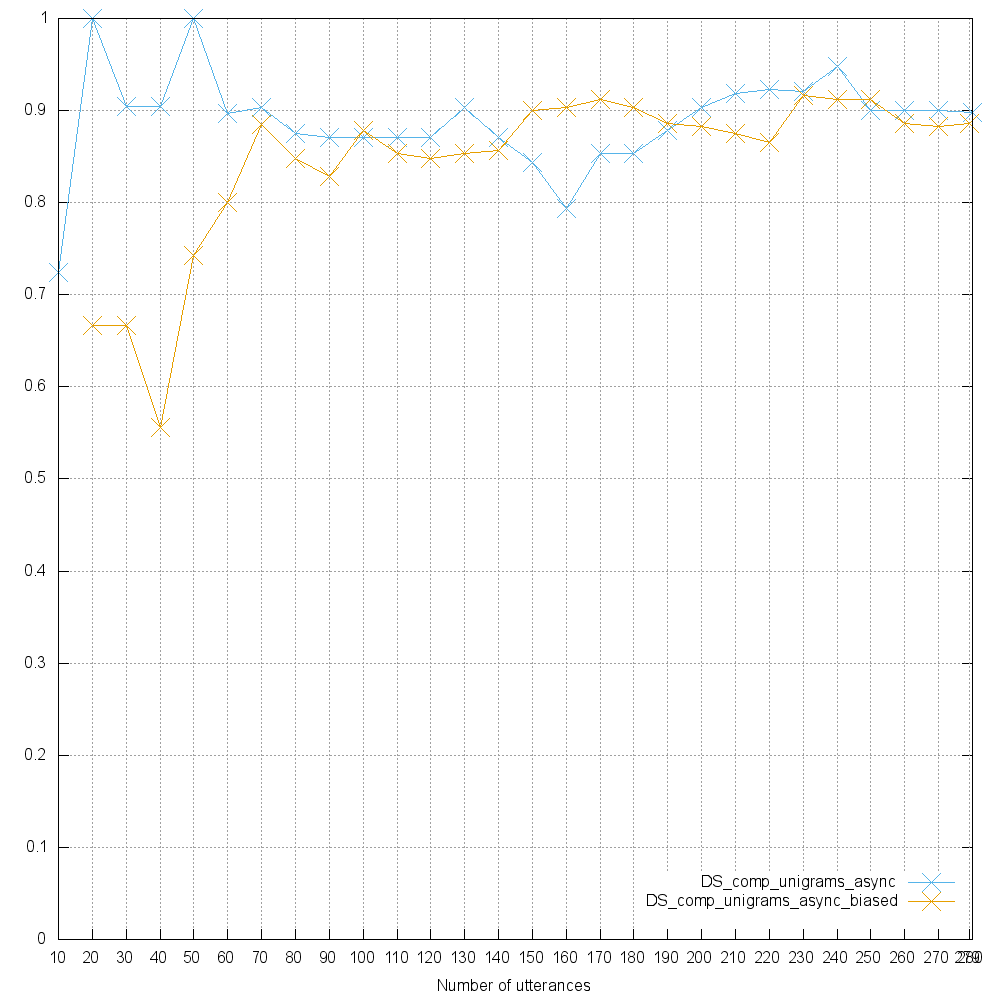 1
0.9
0.8
0.7
0.6
0.5
0.4
0.3
0.2
0.1
0
DS_comp_unigrams_async
DS_comp_unigrams_async_biased
10 20 30 40 50 60 70 80 90 100 110 120 130 140 150 160 170 180 190 200 210 220 230 240 250 260 270 279 280
Number of utterances